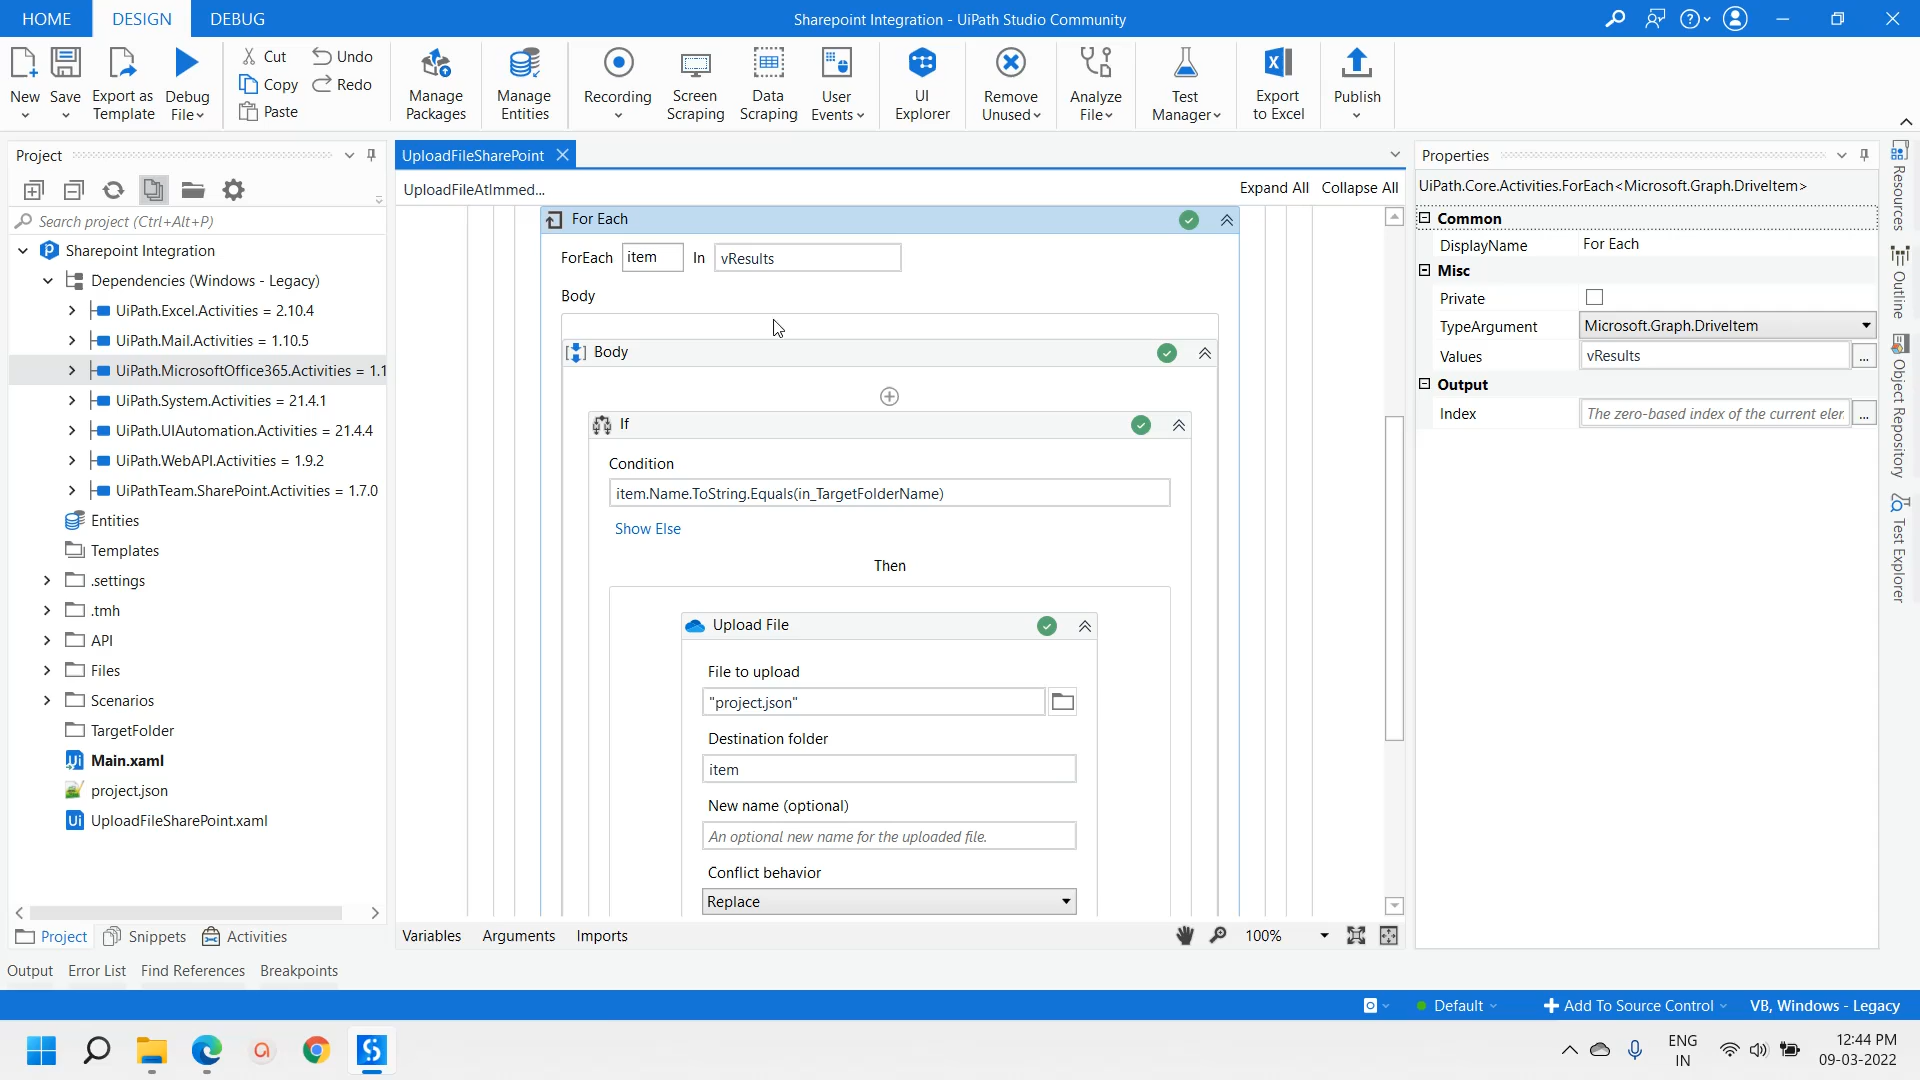 HOME
DESIGN
DEBUG
Sharepoint Integration - UiPath Studio Community
New
Save
Export as
Template
Debug
File
Cut
Copy
Paste
Undo
Redo
Manage
Packages
Manage
Entities
Recording
Screen
Scraping
Data
Scraping
User
Events
UI
Explorer
Remove
Unused
Analyze
File
Test
Manager
Export
to Excel
Publish
Project
Search project (Ctrl+Alt+P)
Sharepoint Integration
Dependencies (Windows - Legacy)
UiPath.Excel.Activities = 2.10.4
UiPath.Mail.Activities = 1.10.5
UiPath.MicrosoftOffice365.Activities = 1.1
UiPath.System.Activities = 21.4.1
UiPath.UIAutomation.Activities = 21.4.4
UiPath.WebAPI.Activities = 1.9.2
UiPathTeam.SharePoint.Activities = 1.7.0
Entities
Templates
.settings
.tmh
API
Files
Scenarios
TargetFolder
Main.xaml
project.json
UploadFileSharePoint.xaml
Project
Snippets
Activities
UploadFileSharePoint
UploadFileAtImmed...
Expand All
Collapse All
For Each
ForEach
item
In
vResults
Body
Body
If
Condition
item.Name.ToString.Equals(in_TargetFolderName)
Show Else
Then
Upload File
File to upload
"project.json"
Destination folder
item
New name (optional)
An optional new name for the uploaded file.
Conflict behavior
Replace
Variables
Arguments
Imports
100%
Properties
UiPath.Core.Activities.ForEach<Microsoft.Graph.DriveItem>
Common
DisplayName
For Each
Misc
Private
TypeArgument
Microsoft.Graph.DriveItem
Values
vResults
...
Output
Index
The zero-based index of the current eler
...
Resources
Outline
Object Repository
Test Explorer
Output
Error List
Find References
Breakpoints
Default
Add To Source Control
VB, Windows - Legacy
ENG
IN
12:44 PM
09-03-2022